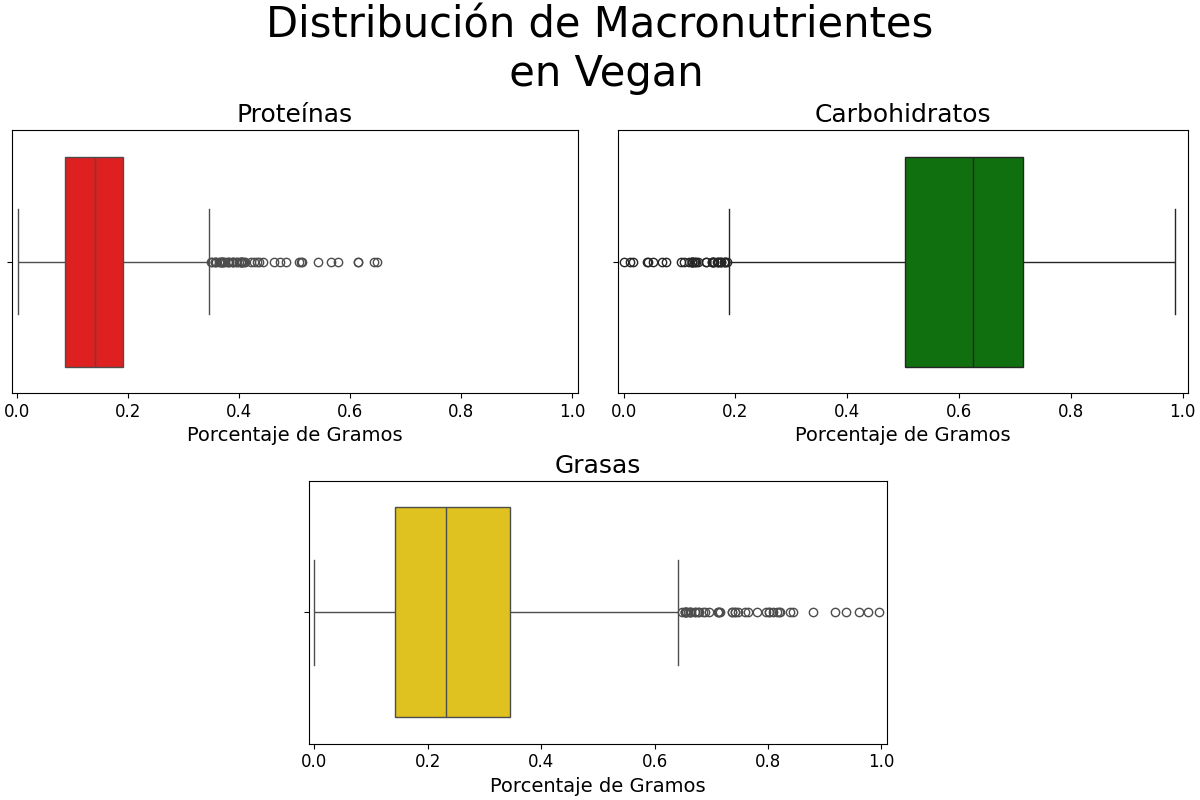 Distribución de Macronutrientes
en Vegan
Proteínas
0.0 0.2 0.4 0.6 0.8 1.0
Porcentaje de Gramos
Carbohidratos
0.0 0.2 0.4 0.6 0.8 1.0
Porcentaje de Gramos
Grasas
0.0 0.2 0.4 0.6 0.8 1.0
Porcentaje de Gramos